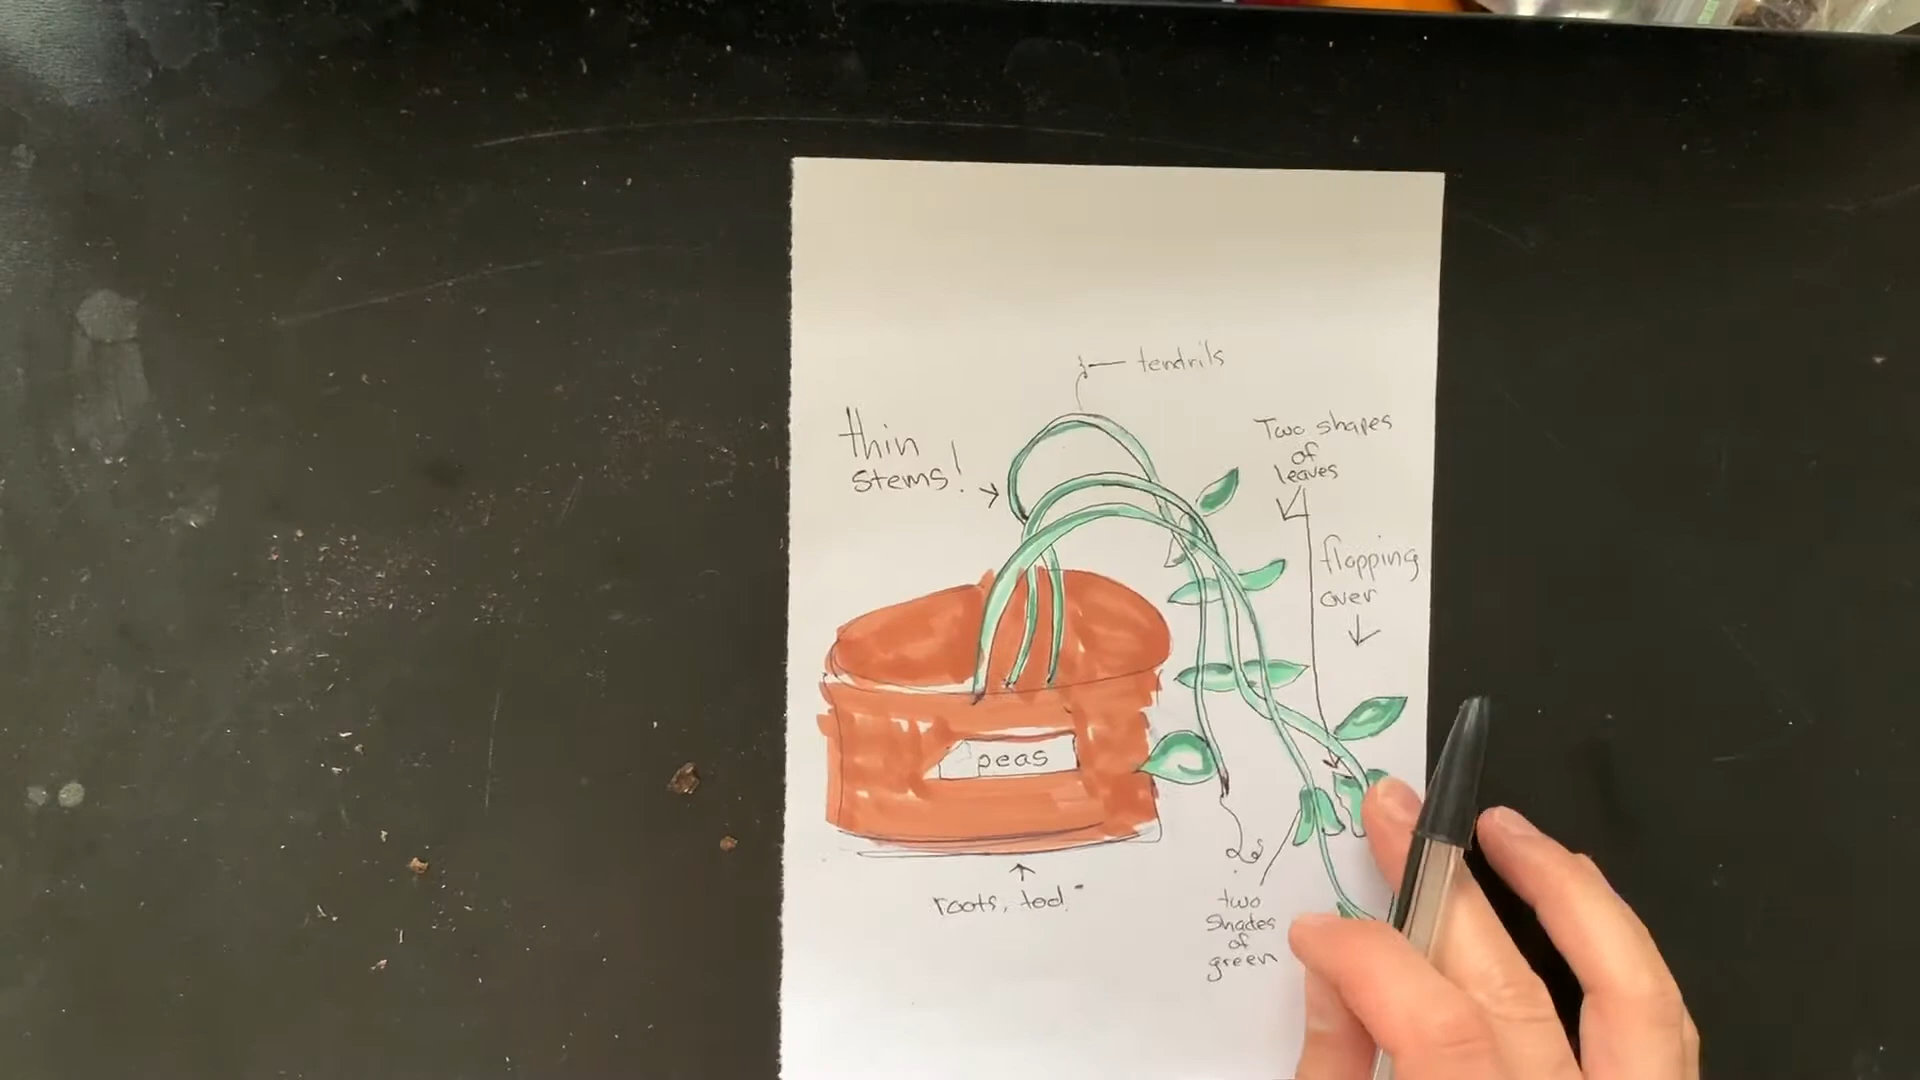 tendrils
thin
stems!
Two shapes
of
leaves
flopping
over
peas
roots, too!
two
shades
of
green